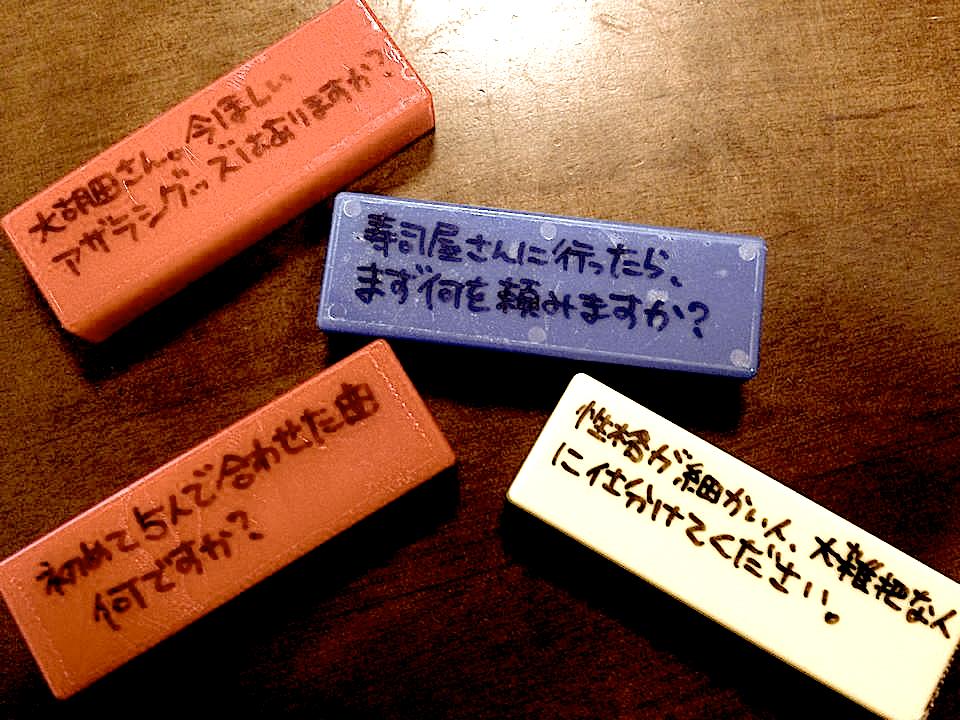 大胡田さん。今ほしい
アザラシグッズはありますか？
寿司屋さんに行ったら、
まず何を頼みますか？
初めて5人で合わせた曲
何ですか？
性格が細かい人、大雑把な人
に仕分けてください。